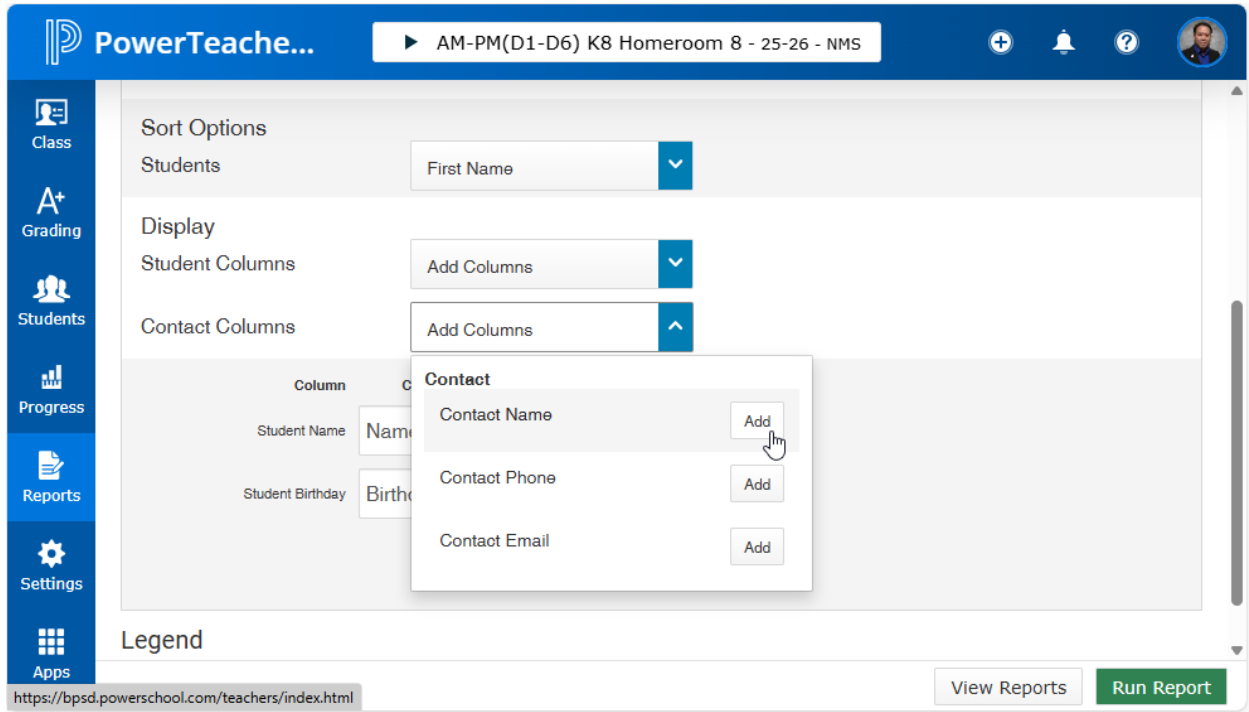 PowerTeache...
AM-PM(D1-D6) K8 Homeroom 8 - 25-26 - NMS
Class
Grading
Students
Progress
Reports
Settings
Apps
Sort Options
Students
First Name
Display
Student Columns
Add Columns
Contact Columns
Add Columns
Column
C
Contact
Contact Name
Add
Contact Phone
Add
Contact Email
Add
Student Name
Name
Student Birthday
Birthd
Legend
View Reports
Run Report
https://bpsd.powerschool.com/teachers/index.html